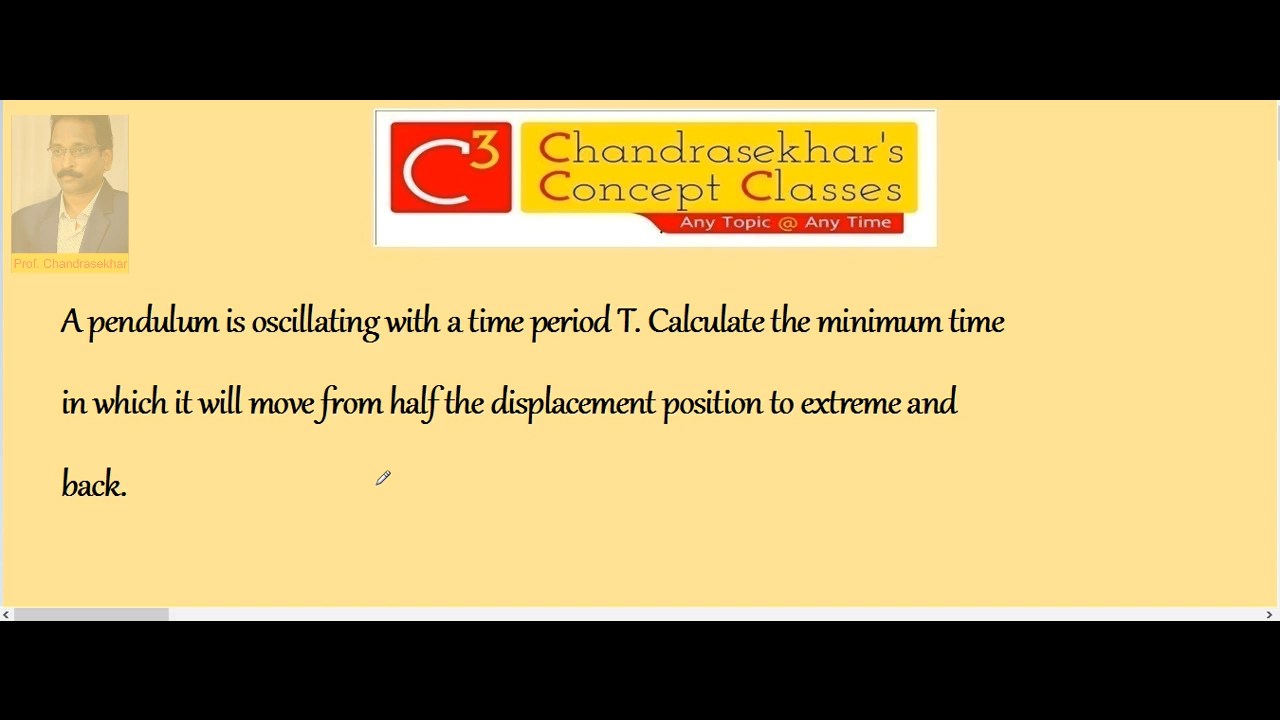 C3
Chandrasekhar's
Concept Classes
Any Topic @ Any Time
Prof. Chandrasekhar
A pendulum is oscillating with a time period T. Calculate the minimum time
in which it will move from half the displacement position to extreme and
back.